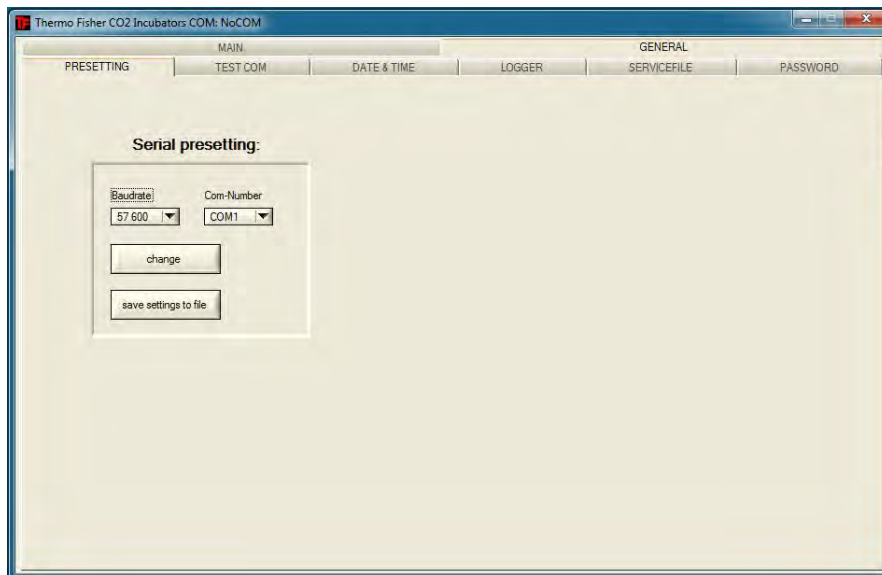 Thermo Fisher CO2 Incubators COM: NoCOM
MAIN GENERAL
PRESETTING TEST COM DATE & TIME LOGGER SERVICEFILE PASSWORD
Serial presetting:
Baudrate Com-Number
57 600 COM1
change
save settings to file